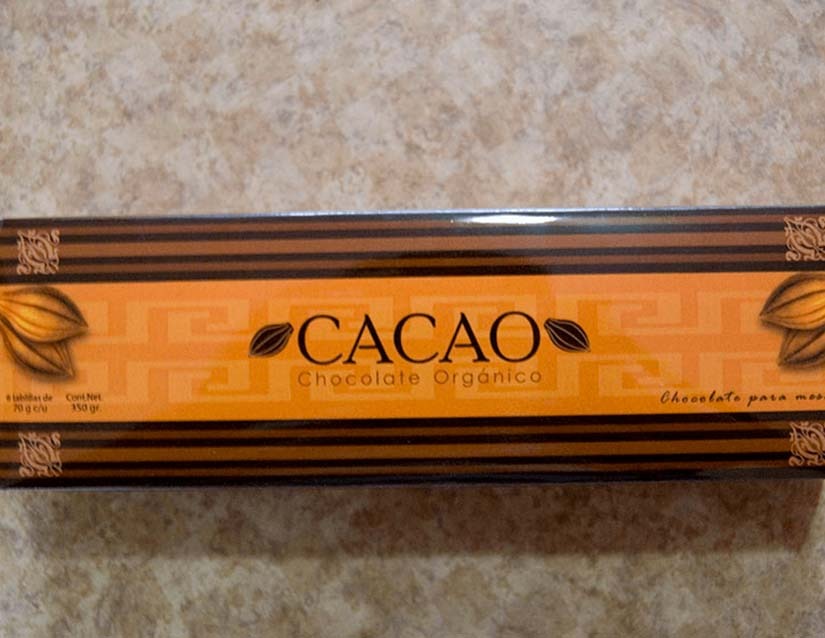 CACAO
Chocolate Orgánico
tablillas de
70 g c/u
Cont.Net.
350 gr.
Chocolate para